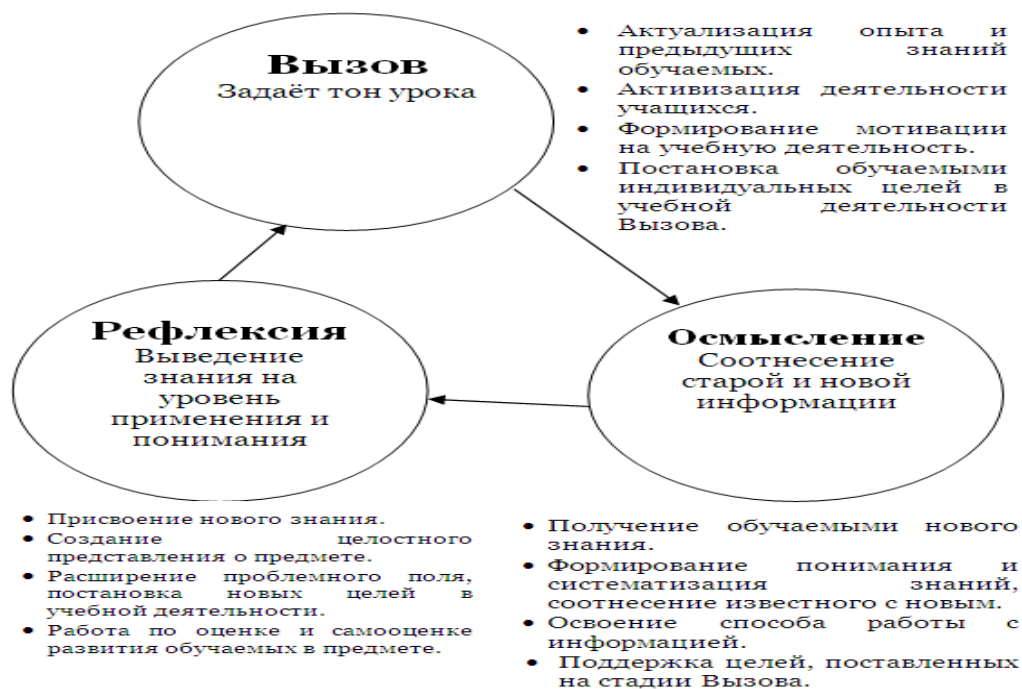 Вызов
Задаёт тон урока
• Актуализация опыта и
предыдущих знаний
обучаемых.
• Активизация деятельности
учащихся.
• Формирование мотивации
на учебную деятельность.
• Постановка обучаемыми
индивидуальных целей в
учебной деятельности
Вызова.
Рефлексия
Выведение
знания на
уровень
применения и
понимания
Осмысление
Соотнесение
старой и новой
информации
• Присвоение нового знания.
• Создание целостного
представления о предмете.
• Расширение проблемного поля,
постановка новых целей в
учебной деятельности.
• Работа по оценке и самооценке
развития обучаемых в предмете.
• Получение обучаемыми нового
знания.
• Формирование понимания и
систематизация знаний,
соотнесение известного с новым.
• Освоение способа работы с
информацией.
• Поддержка целей, поставленных
на стадии Вызова.